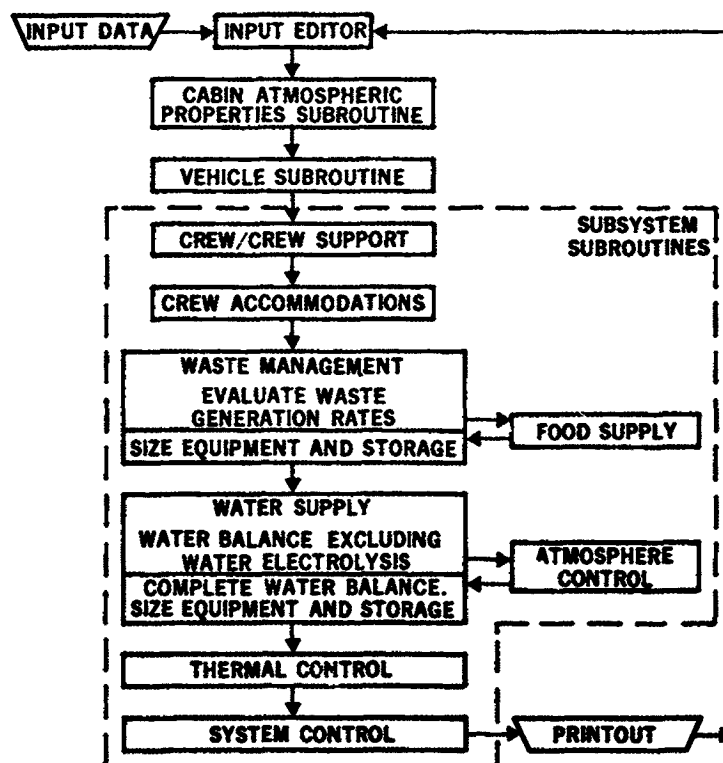 INPUT DATA
INPUT EDITOR
CABIN ATMOSPHERIC
PROPERTIES SUBROUTINE
VEHICLE SUBROUTINE
SUBSYSTEM
SUBROUTINES
CREW/CREW SUPPORT
CREW ACCOMMODATIONS
WASTE MANAGEMENT
EVALUATE WASTE
GENERATION RATES
SIZE EQUIPMENT AND STORAGE
FOOD SUPPLY
WATER SUPPLY
WATER BALANCE EXCLUDING
WATER ELECTROLYSIS
COMPLETE WATER BALANCE.
SIZE EQUIPMENT AND STORAGE
ATMOSPHERE
CONTROL
THERMAL CONTROL
SYSTEM CONTROL
PRINTOUT